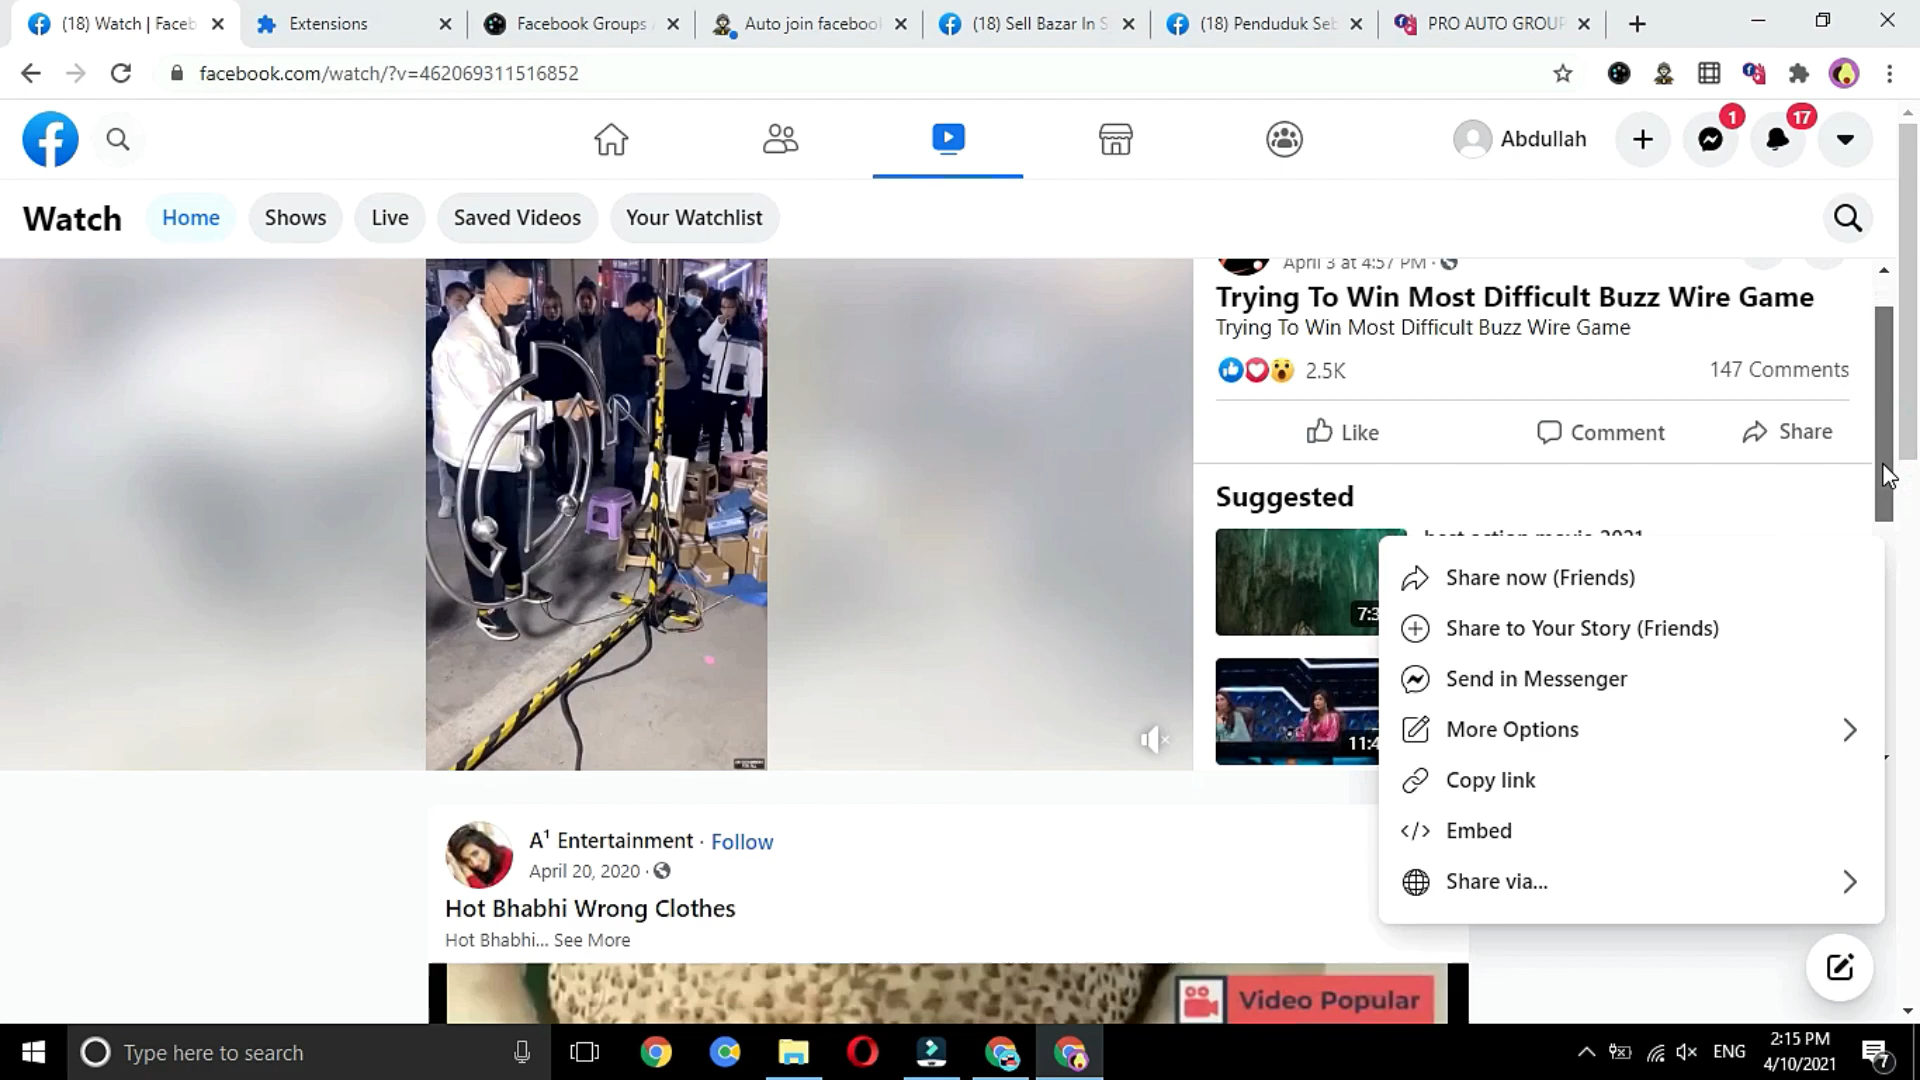 (18) Watch | Faceb
Extensions
Facebook Groups
Auto join facebook
(18) Sell Bazar In S
(18) Penduduk Seb
PRO AUTO GROUP
facebook.com/watch/?v=462069311516852
Abdullah
1
17
Watch
Home
Shows
Live
Saved Videos
Your Watchlist
April 3 at 4:57 PM ·
Trying To Win Most Difficult Buzz Wire Game
Trying To Win Most Difficult Buzz Wire Game
2.5K
147 Comments
Like
Comment
Share
Suggested
best action movie 2021
7:3
11:4
Share now (Friends)
Share to Your Story (Friends)
Send in Messenger
More Options
Copy link
Embed
Share via...
A¹ Entertainment · Follow
April 20, 2020 ·
Hot Bhabhi Wrong Clothes
Hot Bhabhi... See More
Video Popular
Type here to search
ENG
2:15 PM
4/10/2021
7